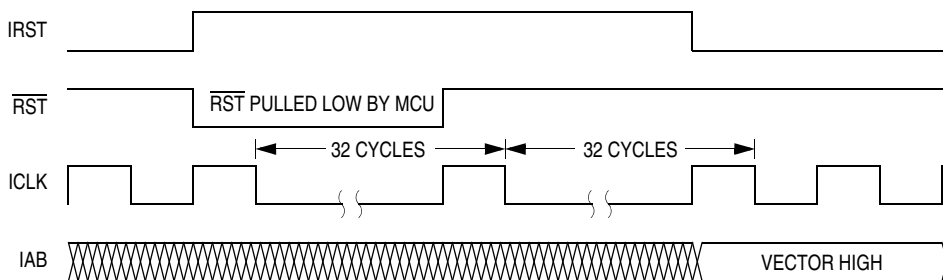 IRST
RST
RST PULLED LOW BY MCU
32 CYCLES
32 CYCLES
ICLK
IAB
VECTOR HIGH